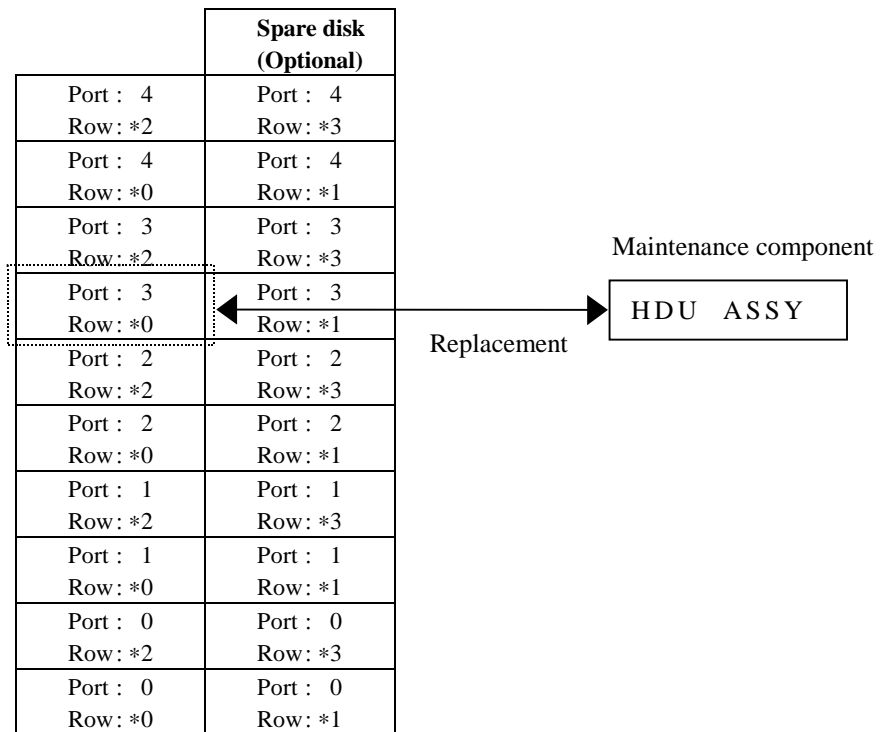 Spare disk
(Optional)
Port : 4 Port : 4
Row: *2 Row: *3
Port : 4 Port : 4
Row: *0 Row: *1
Port : 3 Port : 3
Row: *2 Row: *3
Port : 3 Port : 3
Row: *0 Row: *1
Port : 2 Port : 2
Row: *2 Row: *3
Port : 2 Port : 2
Row: *0 Row: *1
Port : 1 Port : 1
Row: *2 Row: *3
Port : 1 Port : 1
Row: *0 Row: *1
Port : 0 Port : 0
Row: *2 Row: *3
Port : 0 Port : 0
Row: *0 Row: *1
Replacement
Maintenance component
HDU ASSY